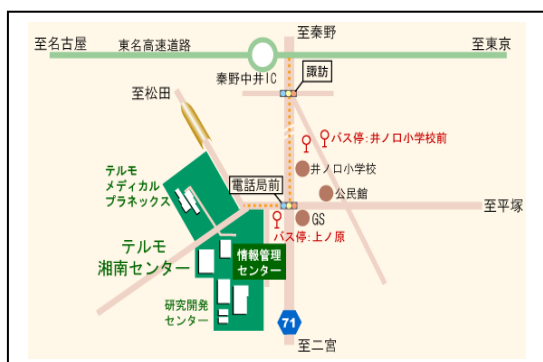 至秦野
至名古屋
東名高速道路
至東京
秦野中井IC
諏訪
至松田
バス停:井ノ口小学校前
井ノ口小学校
テルモ
メディカル
プラネックス
電話局前
公民館
至平塚
GS
バス停:上ノ原
テルモ
湘南センター
情報管理
センター
研究開発
センター
71
至二宮